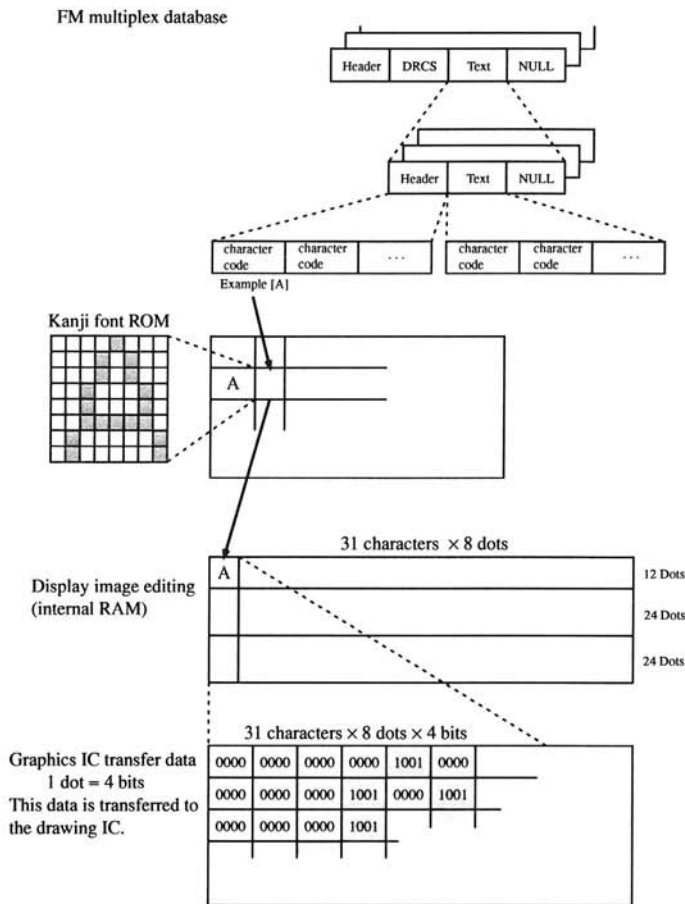 FM multiplex database
Header DRCS Text NULL
Header Text NULL
character code character code ... character code character code ...
Example [A]
Kanji font ROM
A
31 characters × 8 dots
A
12 Dots
Display image editing
(internal RAM)
24 Dots
24 Dots
31 characters × 8 dots × 4 bits
Graphics IC transfer data
1 dot = 4 bits
This data is transferred to
the drawing IC.
0000 0000 0000 0000 1001 0000
0000 0000 0000 1001 0000 1001
0000 0000 0000 1001